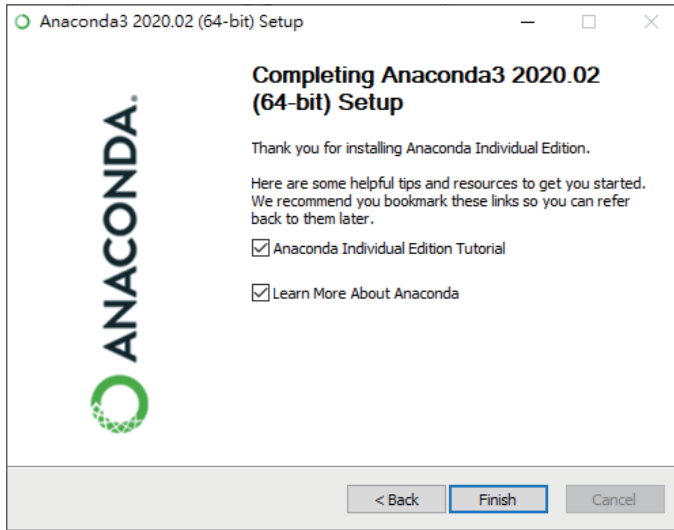 Anaconda3 2020.02 (64-bit) Setup
ANACONDA.
Completing Anaconda3 2020.02
(64-bit) Setup
Thank you for installing Anaconda Individual Edition.
Here are some helpful tips and resources to get you started.
We recommend you bookmark these links so you can refer
back to them later.
Anaconda Individual Edition Tutorial
Learn More About Anaconda
< Back
Finish
Cancel